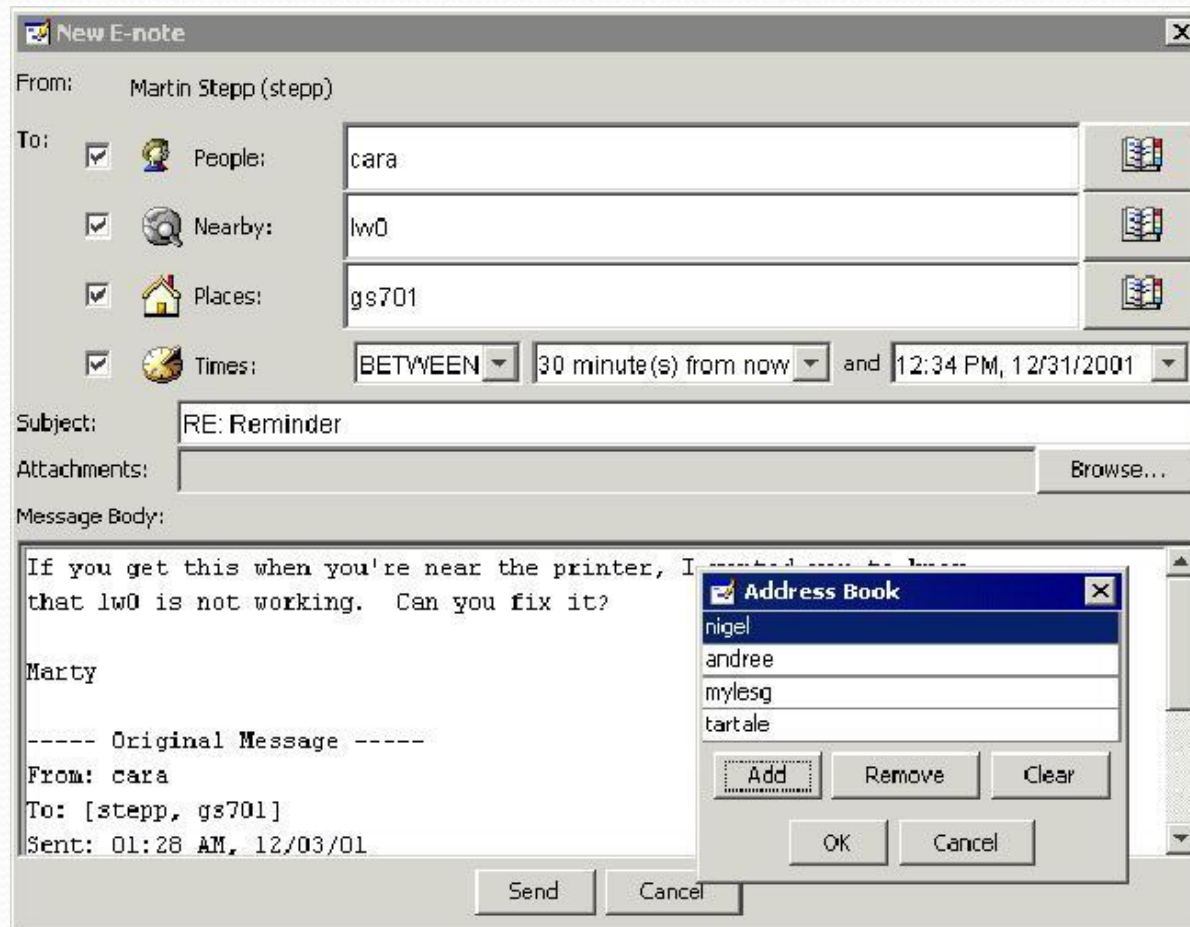 New E-note
From: Martin Stepp (stepp)
To: People: cara
Nearby: lw0
Places: gs701
Times: BETWEEN 30 minute(s) from now and 12:34 PM, 12/31/2001
Subject: RE: Reminder
Attachments: Browse...
Message Body:
If you get this when you're near the printer, I
that lw0 is not working. Can you fix it?
Marty
----- Original Message -----
From: cara
To: [stepp, gs701]
Sent: 01:28 AM, 12/03/01
Address Book
nigel
andree
mylesg
tartale
Add Remove Clear
OK Cancel
Send Cancel